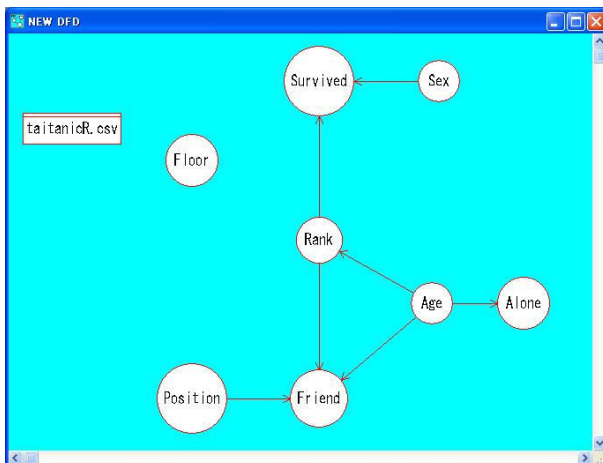 NEW DFD
Survived
Sex
taitanicR.csv
Floor
Rank
Age
Alone
Position
Friend